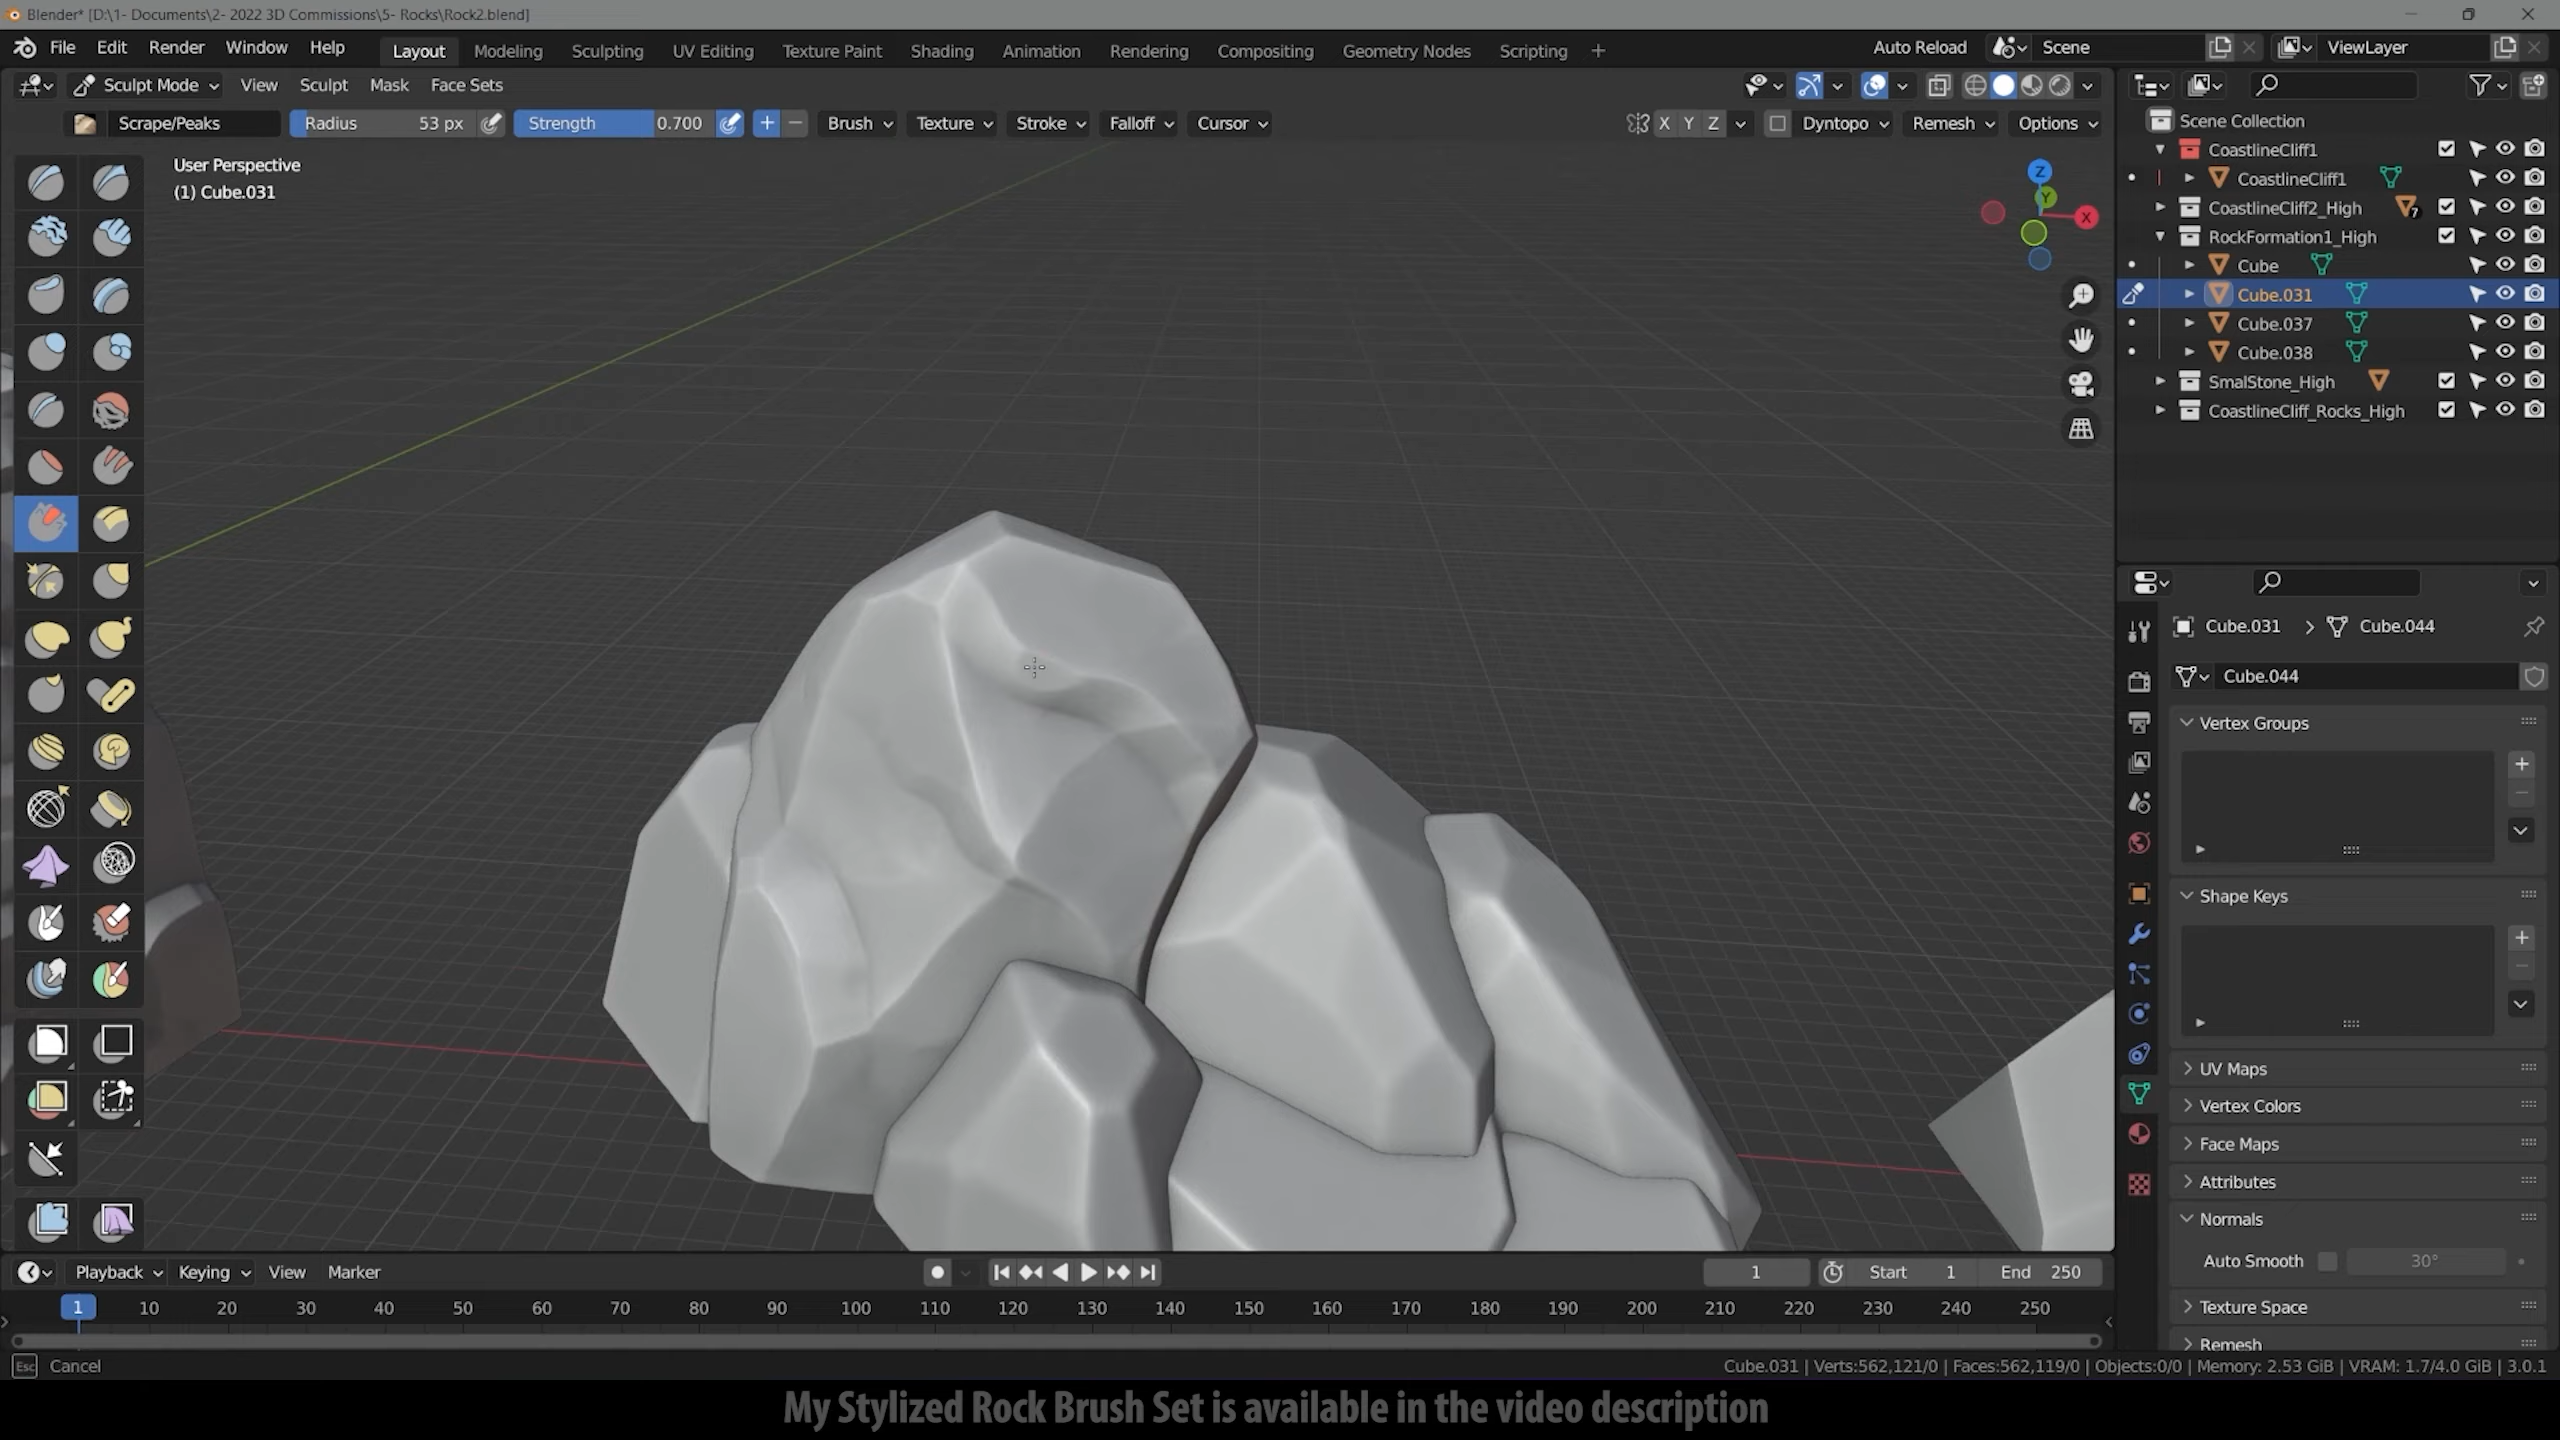 Blender* [D:\1- Documents\2- 2022 3D Commissions\5- Rocks\Rock2.blend]
File Edit Render Window Help Layout Modeling Sculpting UV Editing Texture Paint Shading Animation Rendering Compositing Geometry Nodes Scripting + Auto Reload Scene ViewLayer
Sculpt Mode View Sculpt Mask Face Sets
Scrape/Peaks Radius 53 px Strength 0.700 + − Brush Texture Stroke Falloff Cursor X Y Z Dyntopo Remesh Options
User Perspective
(1) Cube.031
Z
Y
X
Scene Collection
CoastlineCliff1
CoastlineCliff1
CoastlineCliff2_High 7
RockFormation1_High
Cube
Cube.031
Cube.037
Cube.038
SmalStone_High
CoastlineCliff_Rocks_High
Cube.031 > Cube.044
Cube.044
Vertex Groups
Shape Keys
UV Maps
Vertex Colors
Face Maps
Attributes
Normals
Auto Smooth 30°
Texture Space
Remesh
Playback Keying View Marker 1 Start 1 End 250
1 10 20 30 40 50 60 70 80 90 100 110 120 130 140 150 160 170 180 190 200 210 220 230 240 250
Esc Cancel Cube.031 | Verts:562,121/0 | Faces:562,119/0 | Objects:0/0 | Memory: 2.53 GiB | VRAM: 1.7/4.0 GiB | 3.0.1
My Stylized Rock Brush Set is available in the video description